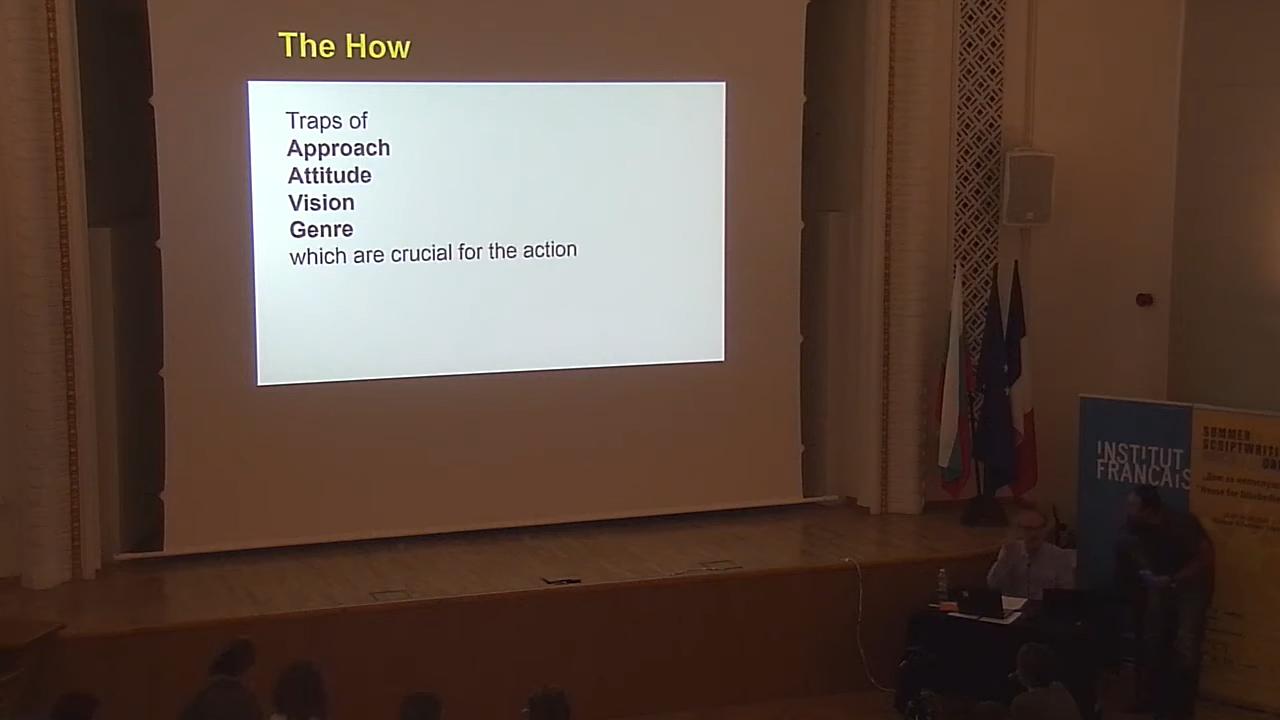 The How
Traps of
Approach
Attitude
Vision
Genre
which are crucial for the action
INSTITUT
FRANÇAIS
SUMMER
SCRIPTWRITI